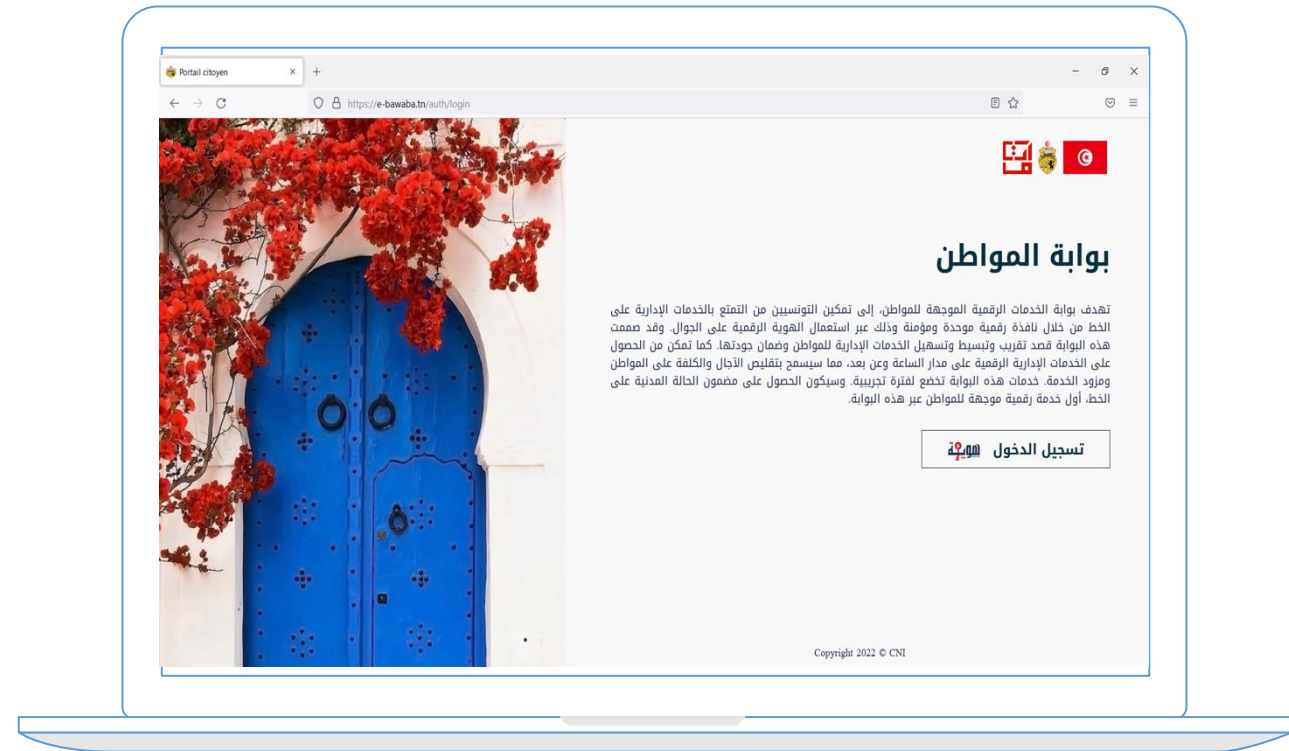 Portail citoyen
https://e-bawaba.tn/auth/login
بوابة المواطن
تهدف بوابة الخدمات الرقمية الموجهة للمواطن، إلى تمكين التونسيين من التمتع بالخدمات الإدارية على
الخط من خلال نافذة رقمية موحدة ومؤمنة وذلك عبر استعمال الهوية الرقمية على الجوال. وقد صممت
هذه البوابة قصد تقريب وتبسيط وتسهيل الخدمات الإدارية للمواطن وضمان جودتها. كما تمكن من الحصول
على الخدمات الإدارية الرقمية على مدار الساعة وعن بعد، مما سيسمح بتقليص الآجال والكلفة على المواطن
ومزود الخدمة. خدمات هذه البوابة تخضع لفترة تجريبية. وسيكون الحصول على مضمون الحالة المدنية على
الخط، أول خدمة رقمية موجهة للمواطن عبر هذه البوابة.
تسجيل الدخول هوية
Copyright 2022 © CNI